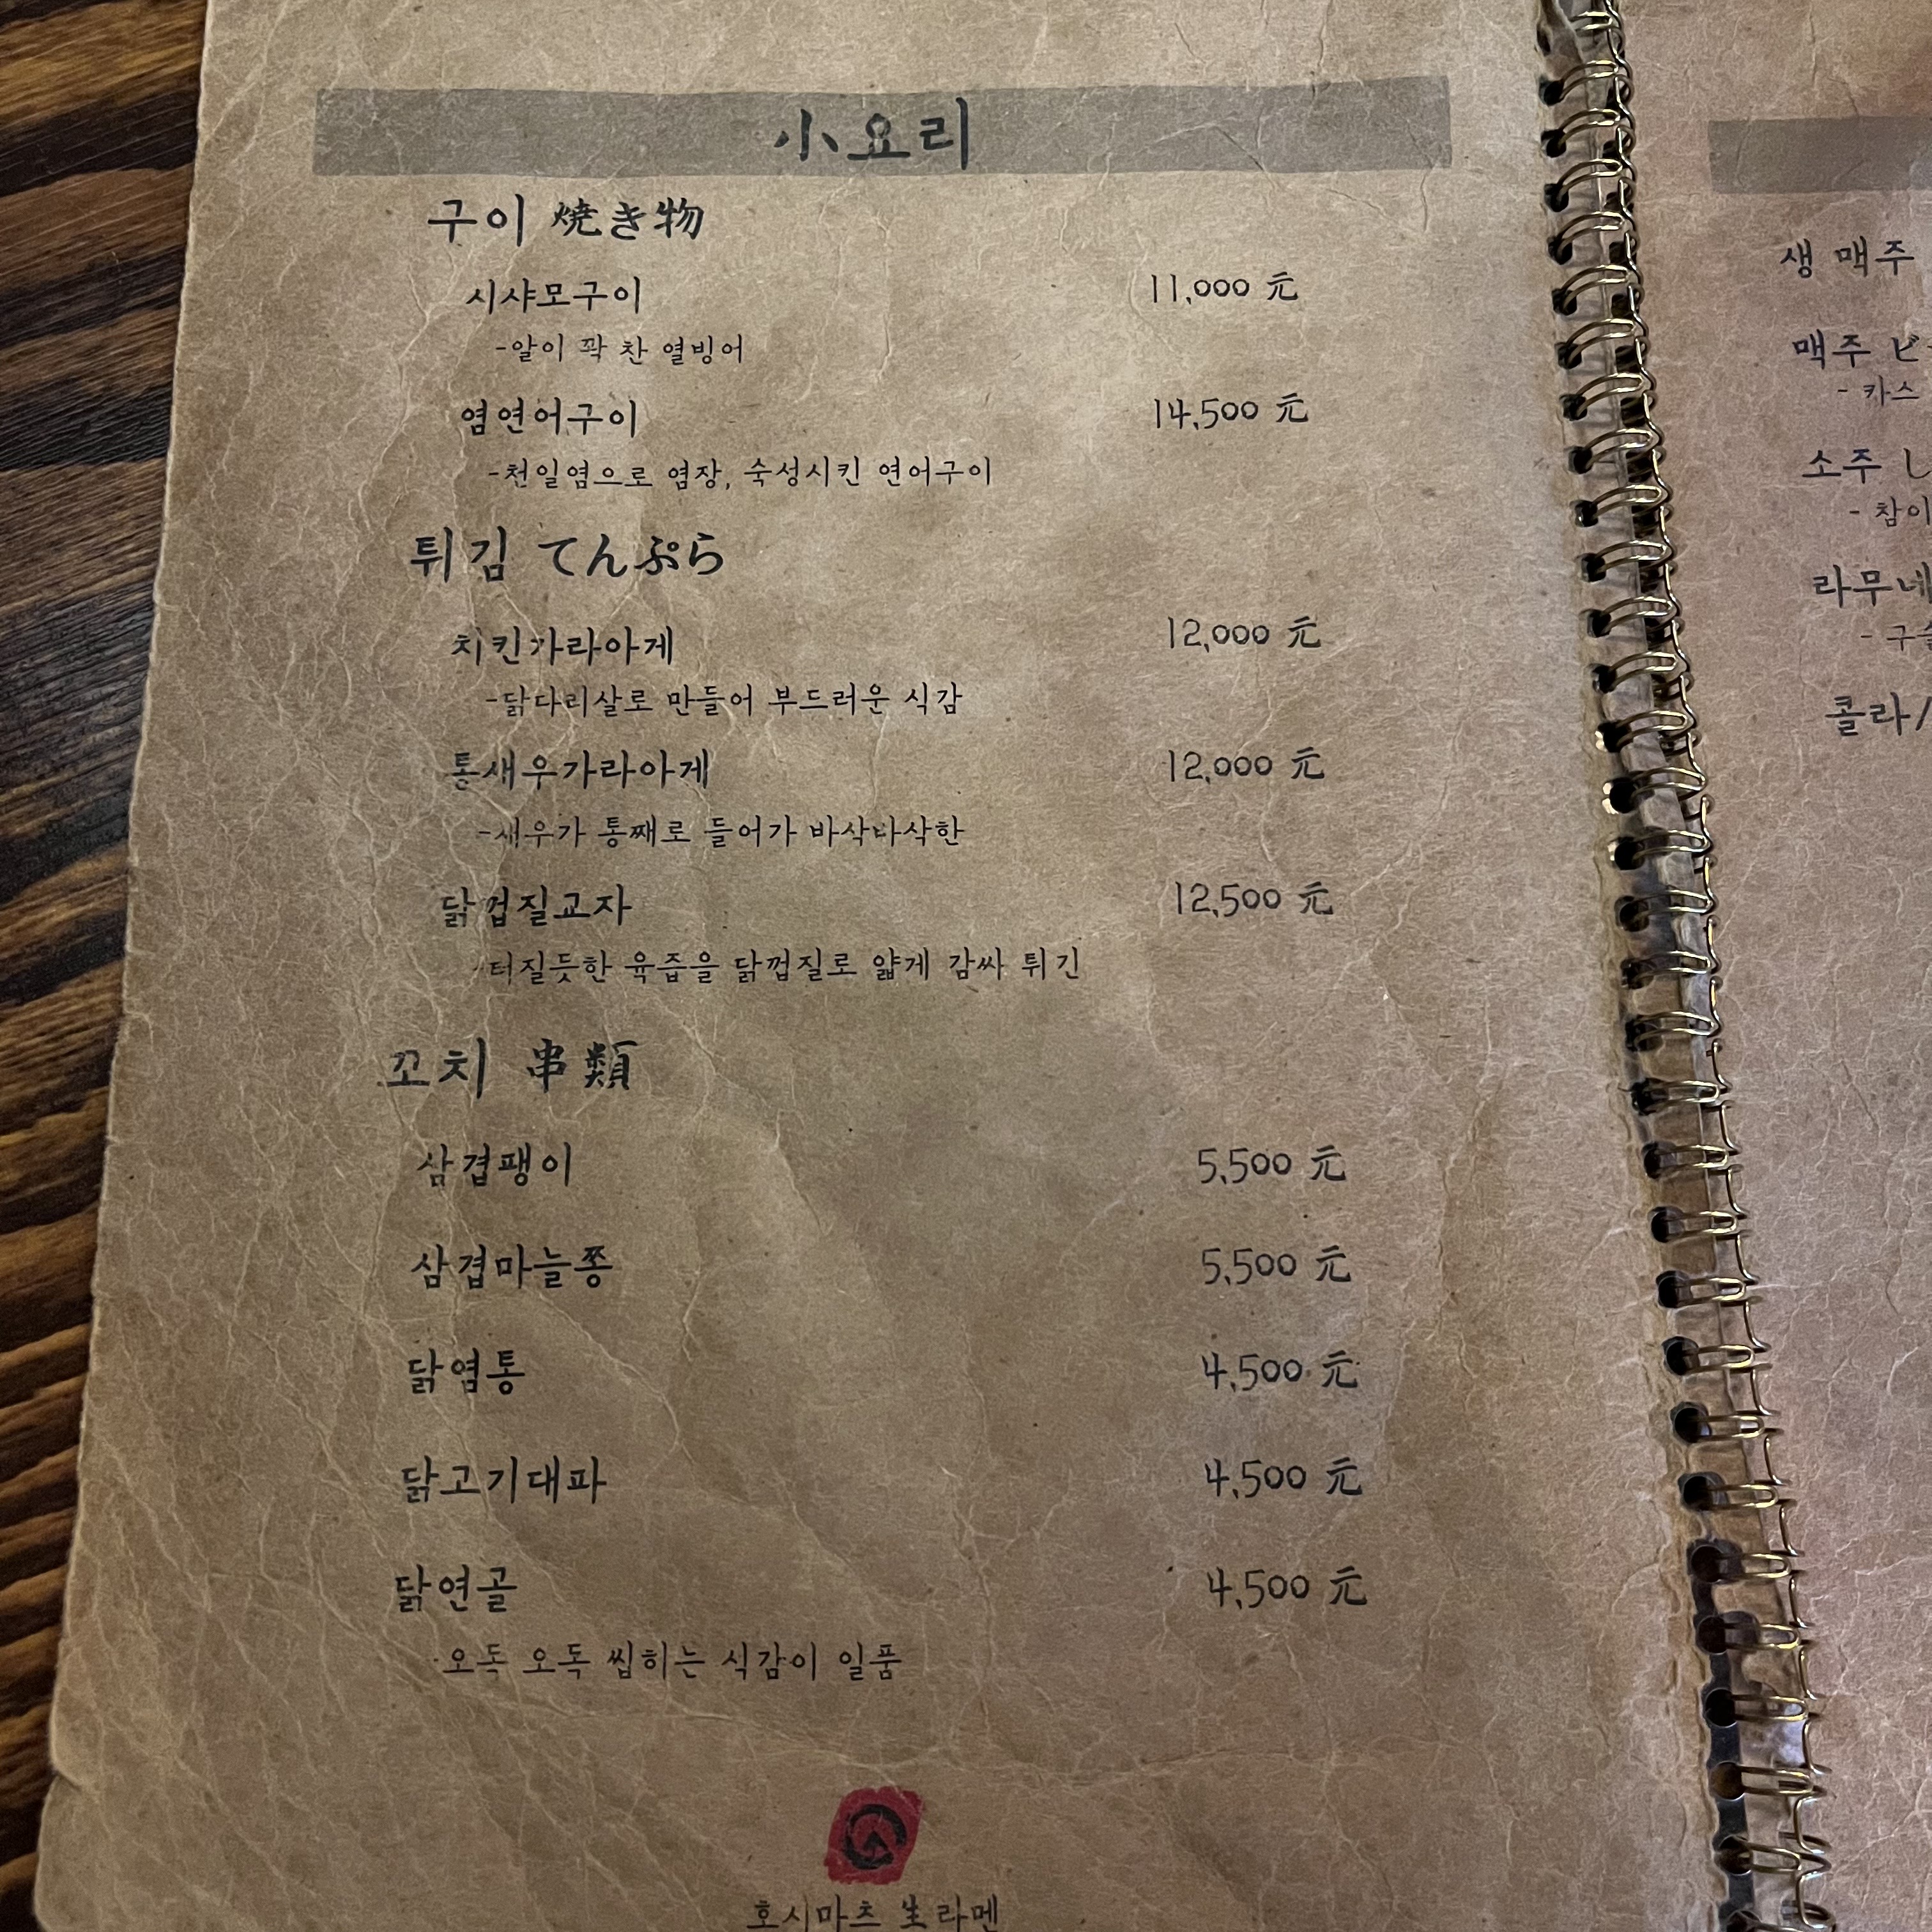 小요리
구이 焼き物
시샤모구이 11,000 元
-알이 꽉 찬 열빙어
염연어구이 14,500 元
-천일염으로 염장, 숙성시킨 연어구이
튀김 てんぷら
치킨가라아게 12,000 元
-닭다리살로 만들어 부드러운 식감
통새우가라아게 12,000 元
-새우가 통째로 들어가 바삭바삭한
닭껍질교자 12,500 元
-터질듯한 육즙을 닭껍질로 얇게 감싸 튀긴
꼬치 串類
삼겹팽이 5,500 元
삼겹마늘쫑 5,500 元
닭염통 4,500 元
닭고기대파 4,500 元
닭연골 4,500 元
-오독 오독 씹히는 식감이 일품
호시마츠 生라멘
생 맥주
맥주 ビ
- 카스
소주 し
- 참이
라무네
- 구슬
콜라/